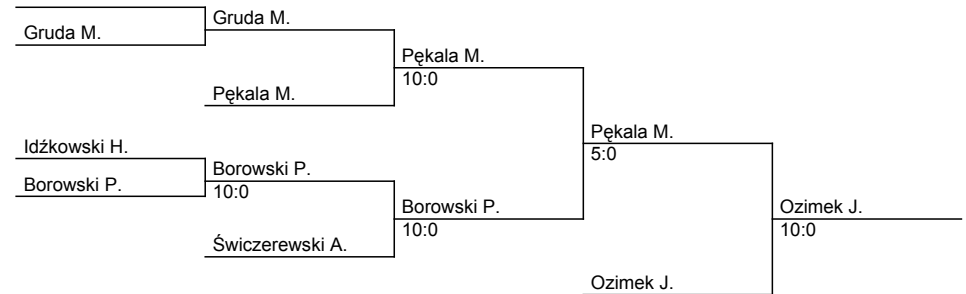 Gruda M.
Gruda M.
Pękala M.
Pękala M.
10:0
Idźkowski H.
Borowski P.
Borowski P.
10:0
Świczerewski A.
Borowski P.
10:0
Pękala M.
5:0
Ozimek J.
Ozimek J.
10:0